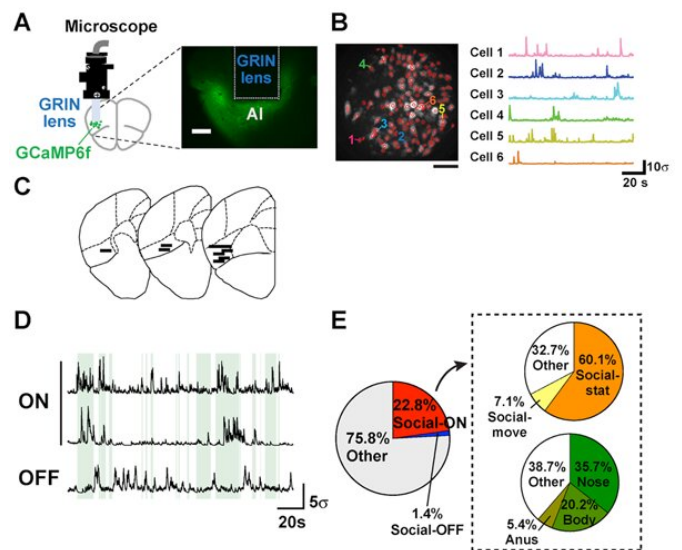 A
Microscope
GRIN
lens
GCaMP6f
GRIN
lens
AI
B
4
3
6
5
2
1
Cell 1
Cell 2
Cell 3
Cell 4
Cell 5
Cell 6
10σ
20 s
C
D
ON
OFF
5σ
20s
E
22.8%
Social-ON
75.8%
Other
1.4%
Social-OFF
32.7%
Other
60.1%
Social-
stat
7.1%
Social-
move
38.7%
Other
35.7%
Nose
20.2%
Body
5.4%
Anus